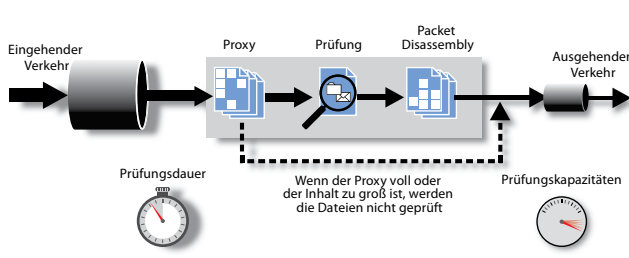 Eingehender
Verkehr
Proxy
Prüfung
Packet
Disassembly
Ausgehender
Verkehr
Prüfungsdauer
Wenn der Proxy voll oder
der Inhalt zu groß ist, werden
die Dateien nicht geprüft
Prüfungskapazitäten